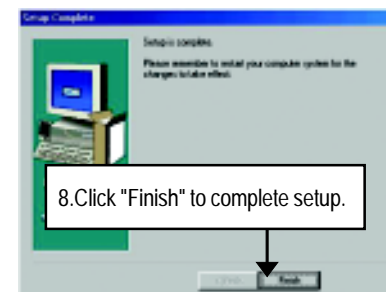 Setup Complete
Setup is complete.
Please remember to restart your computer system for the
changes to take effect.
8.Click "Finish" to complete setup.
Finish